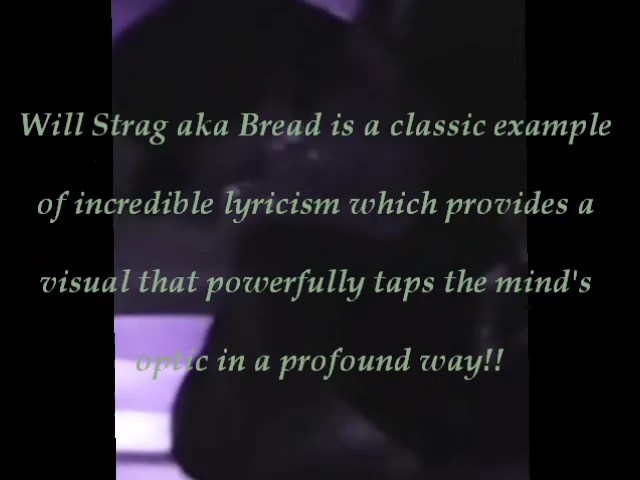 Will Strag aka Bread is a classic example
of incredible lyricism which provides a
visual that powerfully taps the mind's
optic in a profound way!!